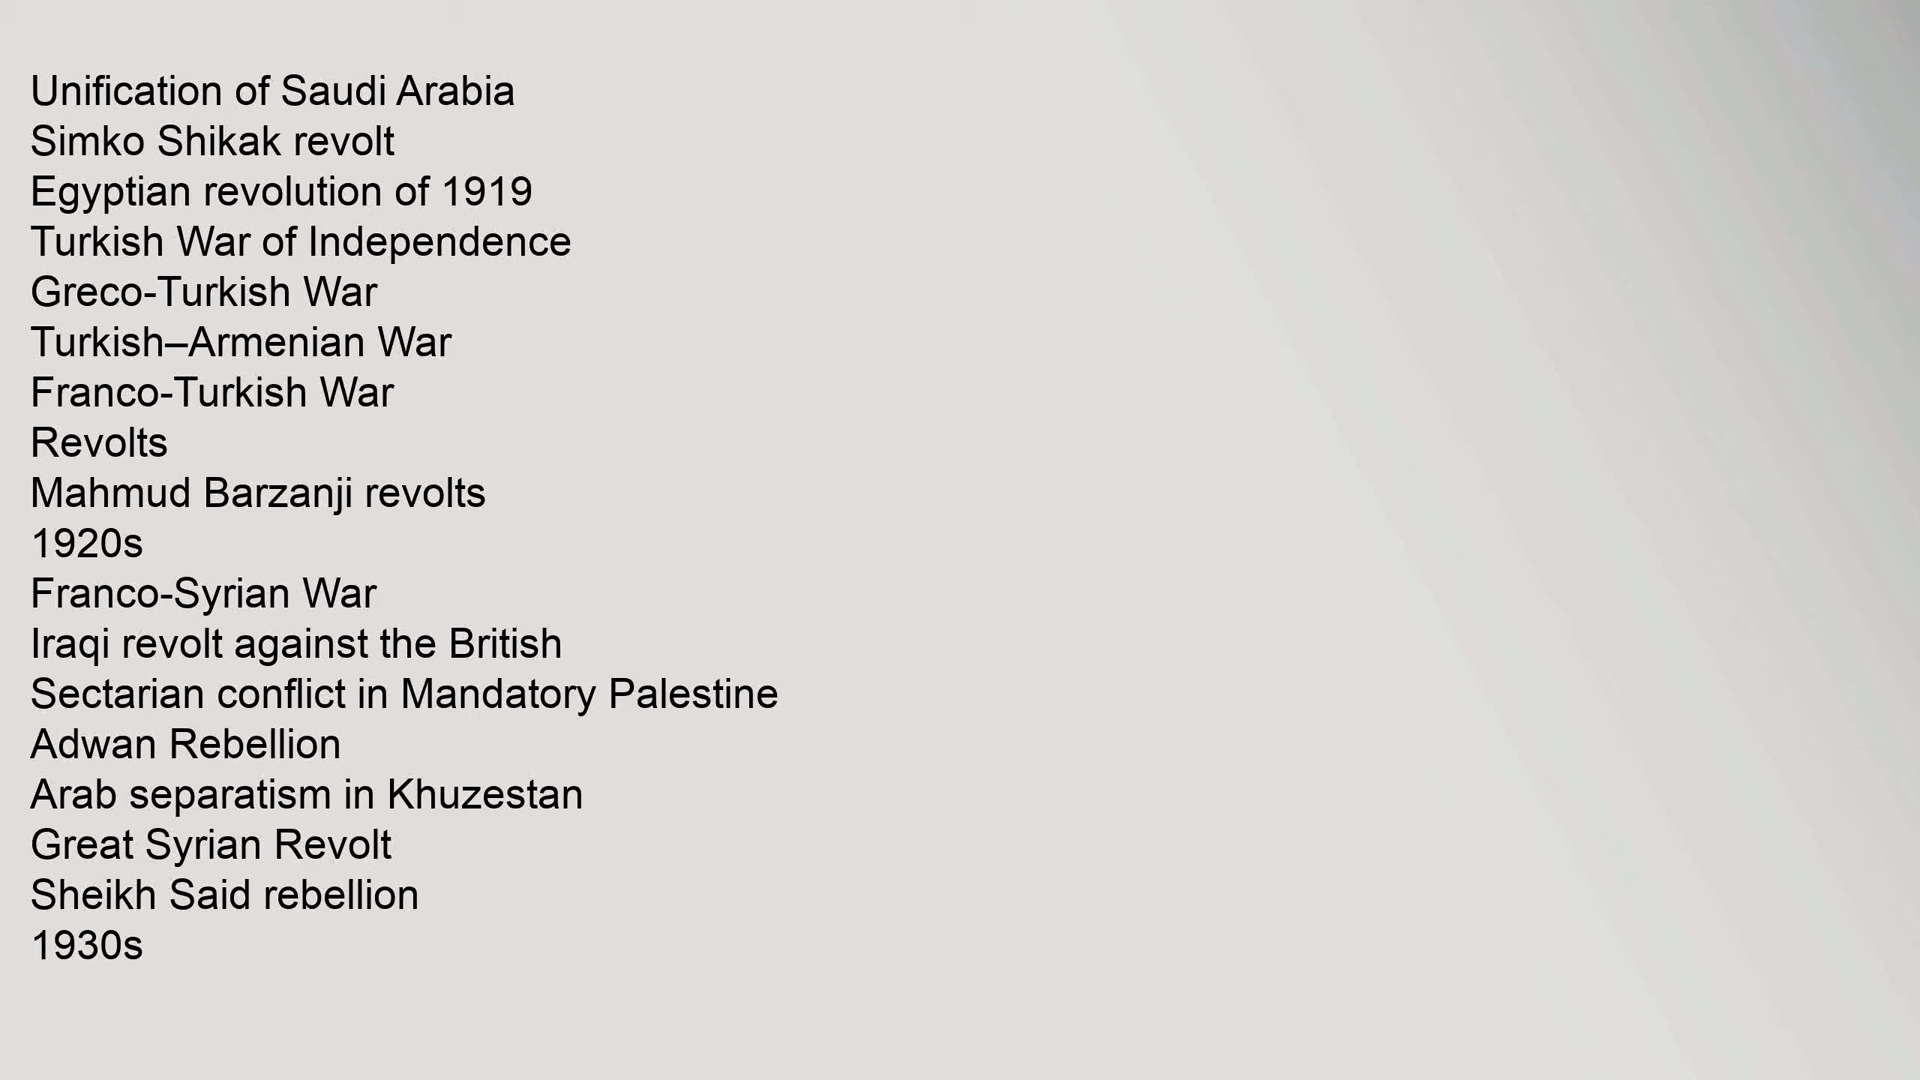 Unification of Saudi Arabia
Simko Shikak revolt
Egyptian revolution of 1919
Turkish War of Independence
Greco-Turkish War
Turkish–Armenian War
Franco-Turkish War
Revolts
Mahmud Barzanji revolts
1920s
Franco-Syrian War
Iraqi revolt against the British
Sectarian conflict in Mandatory Palestine
Adwan Rebellion
Arab separatism in Khuzestan
Great Syrian Revolt
Sheikh Said rebellion
1930s